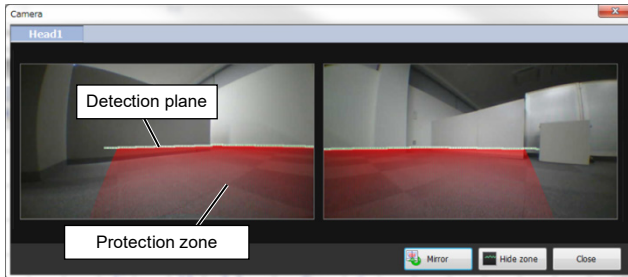 Camera
Head1
Detection plane
Protection zone
Mirror
Hide zone
Close